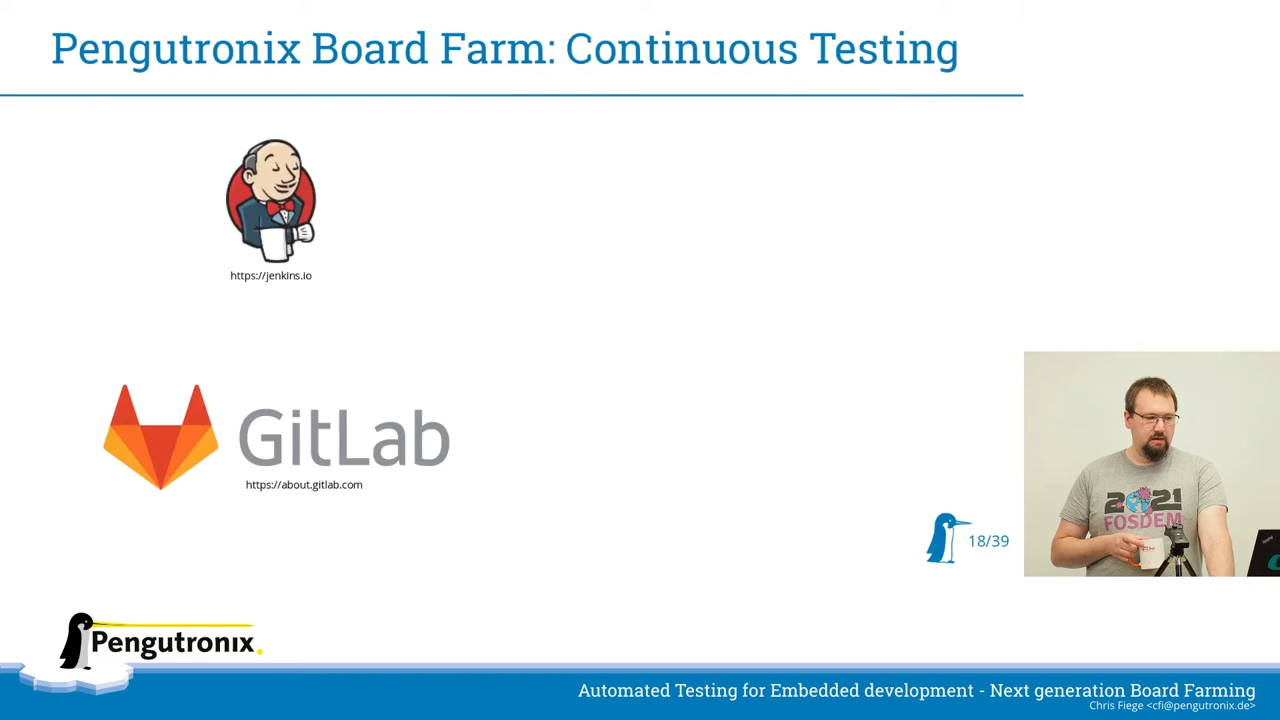 Pengutronix Board Farm: Continuous Testing
https://jenkins.io
GitLab
https://about.gitlab.com
2021
FOSDEM
18/39
Pengutronix
Automated Testing for Embedded development - Next generation Board Farming
Chris Fiege <cfi@pengutronix.de>